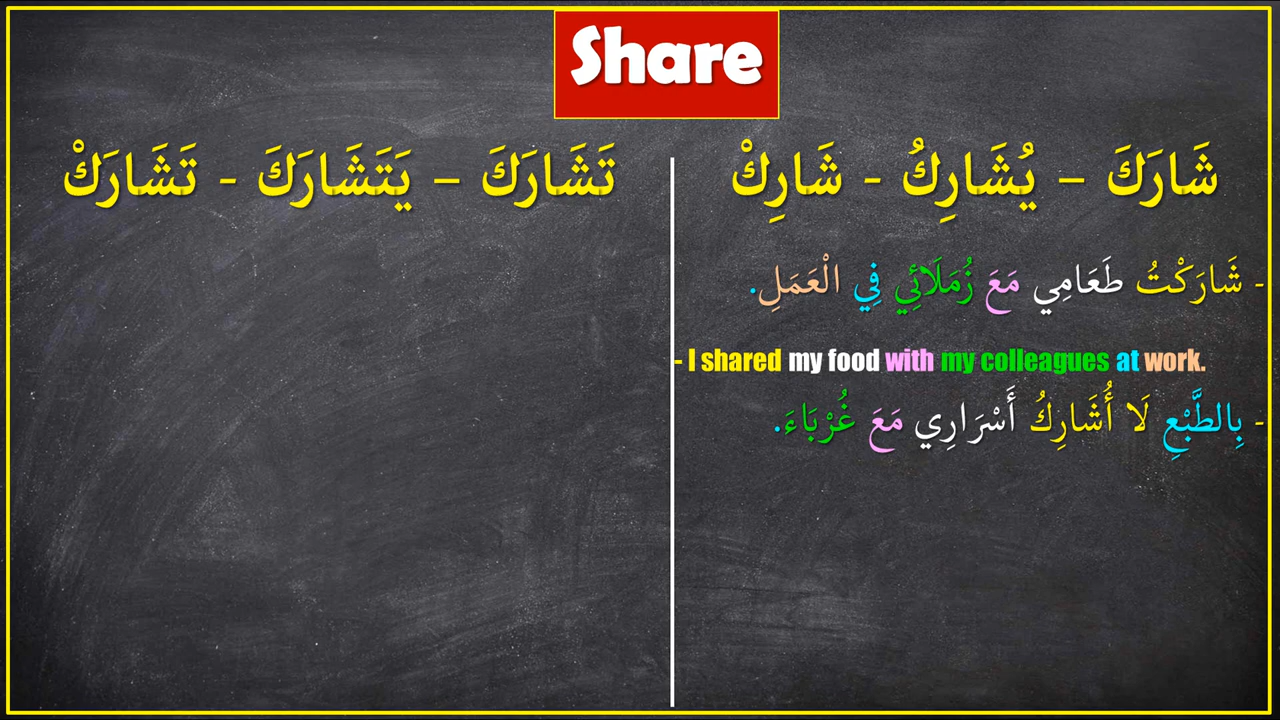 Share
شَارَكَ – يُشَارِكُ - شَارِكْ
تَشَارَكَ – يَتَشَارَكَ - تَشَارَكْ
- شَارَكْتُ طَعَامِي مَعَ زُمَلَائِي فِي الْعَمَلِ.
- I shared my food with my colleagues at work.
- بِالطَّبْعِ لَا أُشَارِكُ أَسْرَارِي مَعَ غُرْبَاءَ.